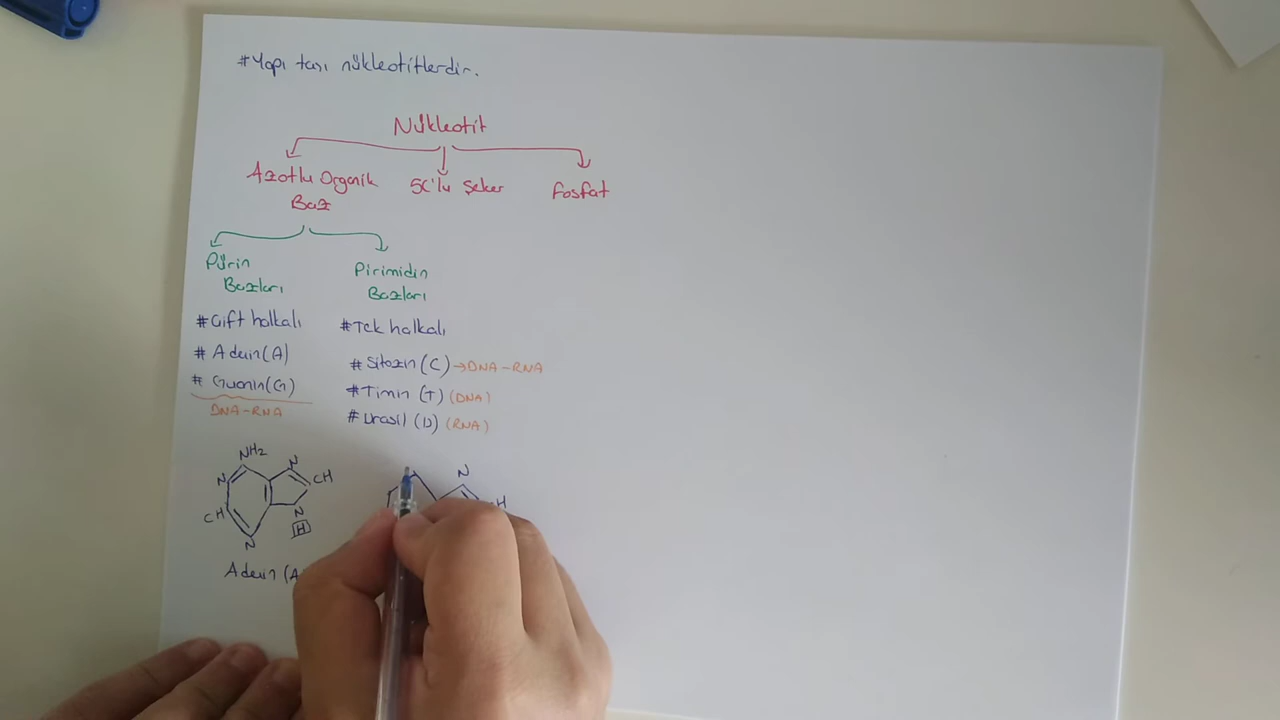 #Yapı taşı nükleotitlerdir.
Nükleotit
Azotlu Organik
Baz
5C'lu Şeker
Fosfat
Pürin
Bazları
Pirimidin
Bazları
#Çift halkalı
#Adenin(A)
#Guanin(G)
DNA-RNA
#Tek halkalı
#Sitozin(C)→DNA-RNA
#Timin (T) (DNA)
#Urasil (U) (RNA)
NH2
N
N
CH
CH
N
H
N
Adenin (A
N
H